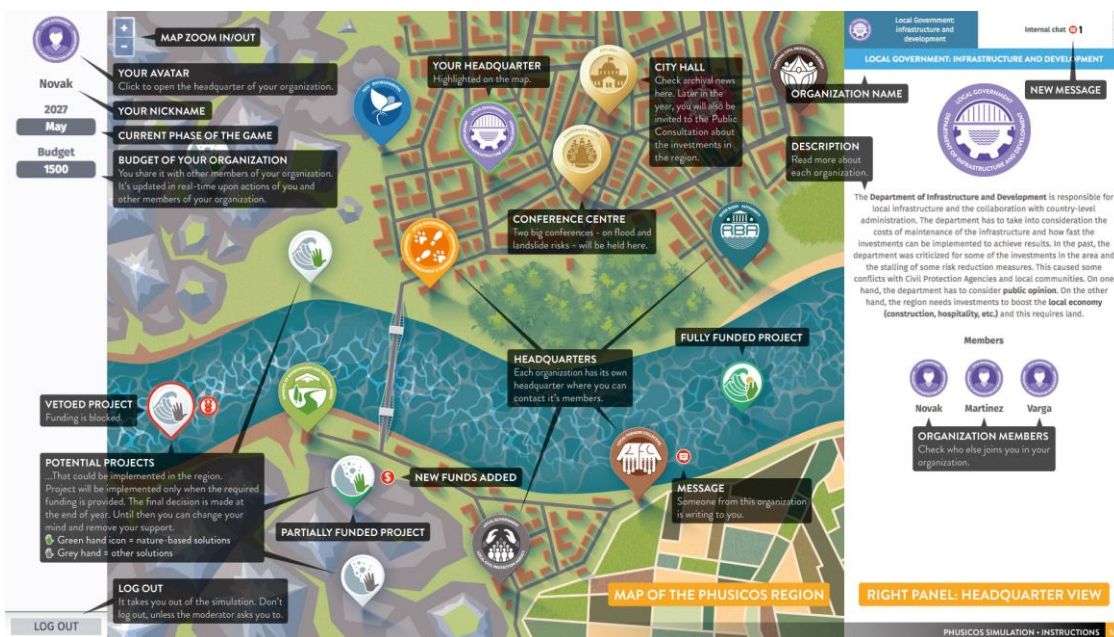 MAP ZOOM IN/OUT
YOUR AVATAR
Click to open the headquarter of your organization.
Novak
YOUR NICKNAME
2027
May
CURRENT PHASE OF THE GAME
Budget
1500
BUDGET OF YOUR ORGANIZATION
You share it with other members of your organization.
It's updated in real-time upon actions of you and
other members of your organization.
YOUR HEADQUARTER
Highlighted on the map.
CITY HALL
Check archival news
here. Later in the
year, you will also be
invited to the Public
Consultation about
the investments in
the region.
CONFERENCE CENTRE
Two big conferences - on flood and
landslide risks - will be held here.
RBA
HEADQUARTERS
Each organization has its own
headquarter where you can
contact it's members.
FULLY FUNDED PROJECT
VETOED PROJECT
Funding is blocked.
POTENTIAL PROJECTS
...That could be implemented in the region.
Project will be implemented only when the required
funding is provided. The final decision is made at
the end of year. Until then you can change your
mind and remove your support.
Green hand icon = nature-based solutions
Grey hand = other solutions
NEW FUNDS ADDED
PARTIALLY FUNDED PROJECT
LFC
MESSAGE
Someone from this organization
is writing to you.
LOG OUT
It takes you out of the simulation. Don't
log out, unless the moderator asks you to.
LOG OUT
MAP OF THE PHUSICOS REGION
Local Government:
infrastructure and
development
Internal chat 1
LOCAL GOVERNMENT: INFRASTRUCTURE AND DEVELOPMENT
ORGANIZATION NAME
NEW MESSAGE
LOCAL GOVERNMENT
DEPARTMENT OF INFRASTRUCTURE AND DEVELOPMENT
DESCRIPTION
Read more about
each organization.
The Department of Infrastructure and Development is responsible for
local infrastructure and the collaboration with country-level
administration. The department has to take into consideration the
costs of maintenance of the infrastructure and how fast the
investments can be implemented to achieve results. In the past, the
department was criticized for some of the investments in the area and
the stalling of some risk reduction measures. This caused some
conflicts with Civil Protection Agencies and local communities. On one
hand, the department has to consider public opinion. On the other
hand, the region needs investments to boost the local economy
(construction, hospitality, etc.) and this requires land.
Members
Novak
Martinez
Varga
ORGANIZATION MEMBERS
Check who else joins you in your
organization.
RIGHT PANEL: HEADQUARTER VIEW
PHUSICOS SIMULATION • INSTRUCTIONS